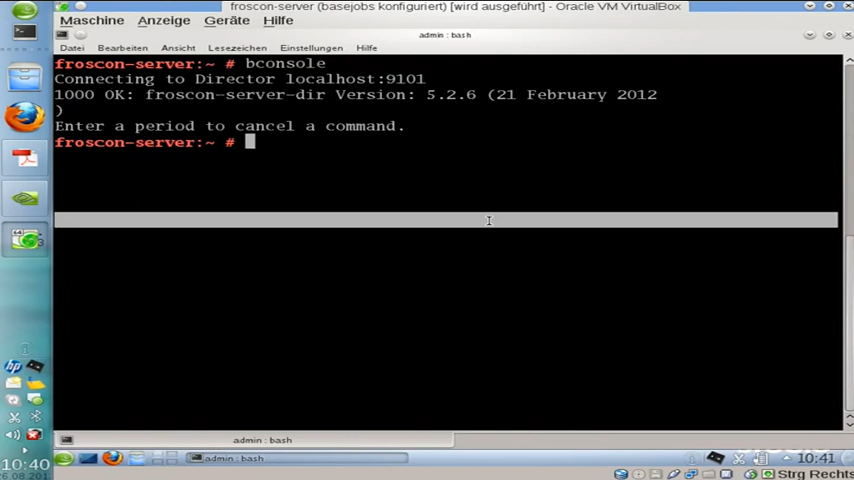 froscon-server (basejobs konfiguriert) [wird ausgeführt] - Oracle VM VirtualBox
Maschine Anzeige Geräte Hilfe
admin : bash
Datei Bearbeiten Ansicht Lesezeichen Einstellungen Hilfe
froscon-server:~ # bconsole
Connecting to Director localhost:9101
1000 OK: froscon-server-dir Version: 5.2.6 (21 February 2012
)
Enter a period to cancel a command.
froscon-server:~ #
admin : bash
admin : bash
10:41
10:40
Strg Rechts